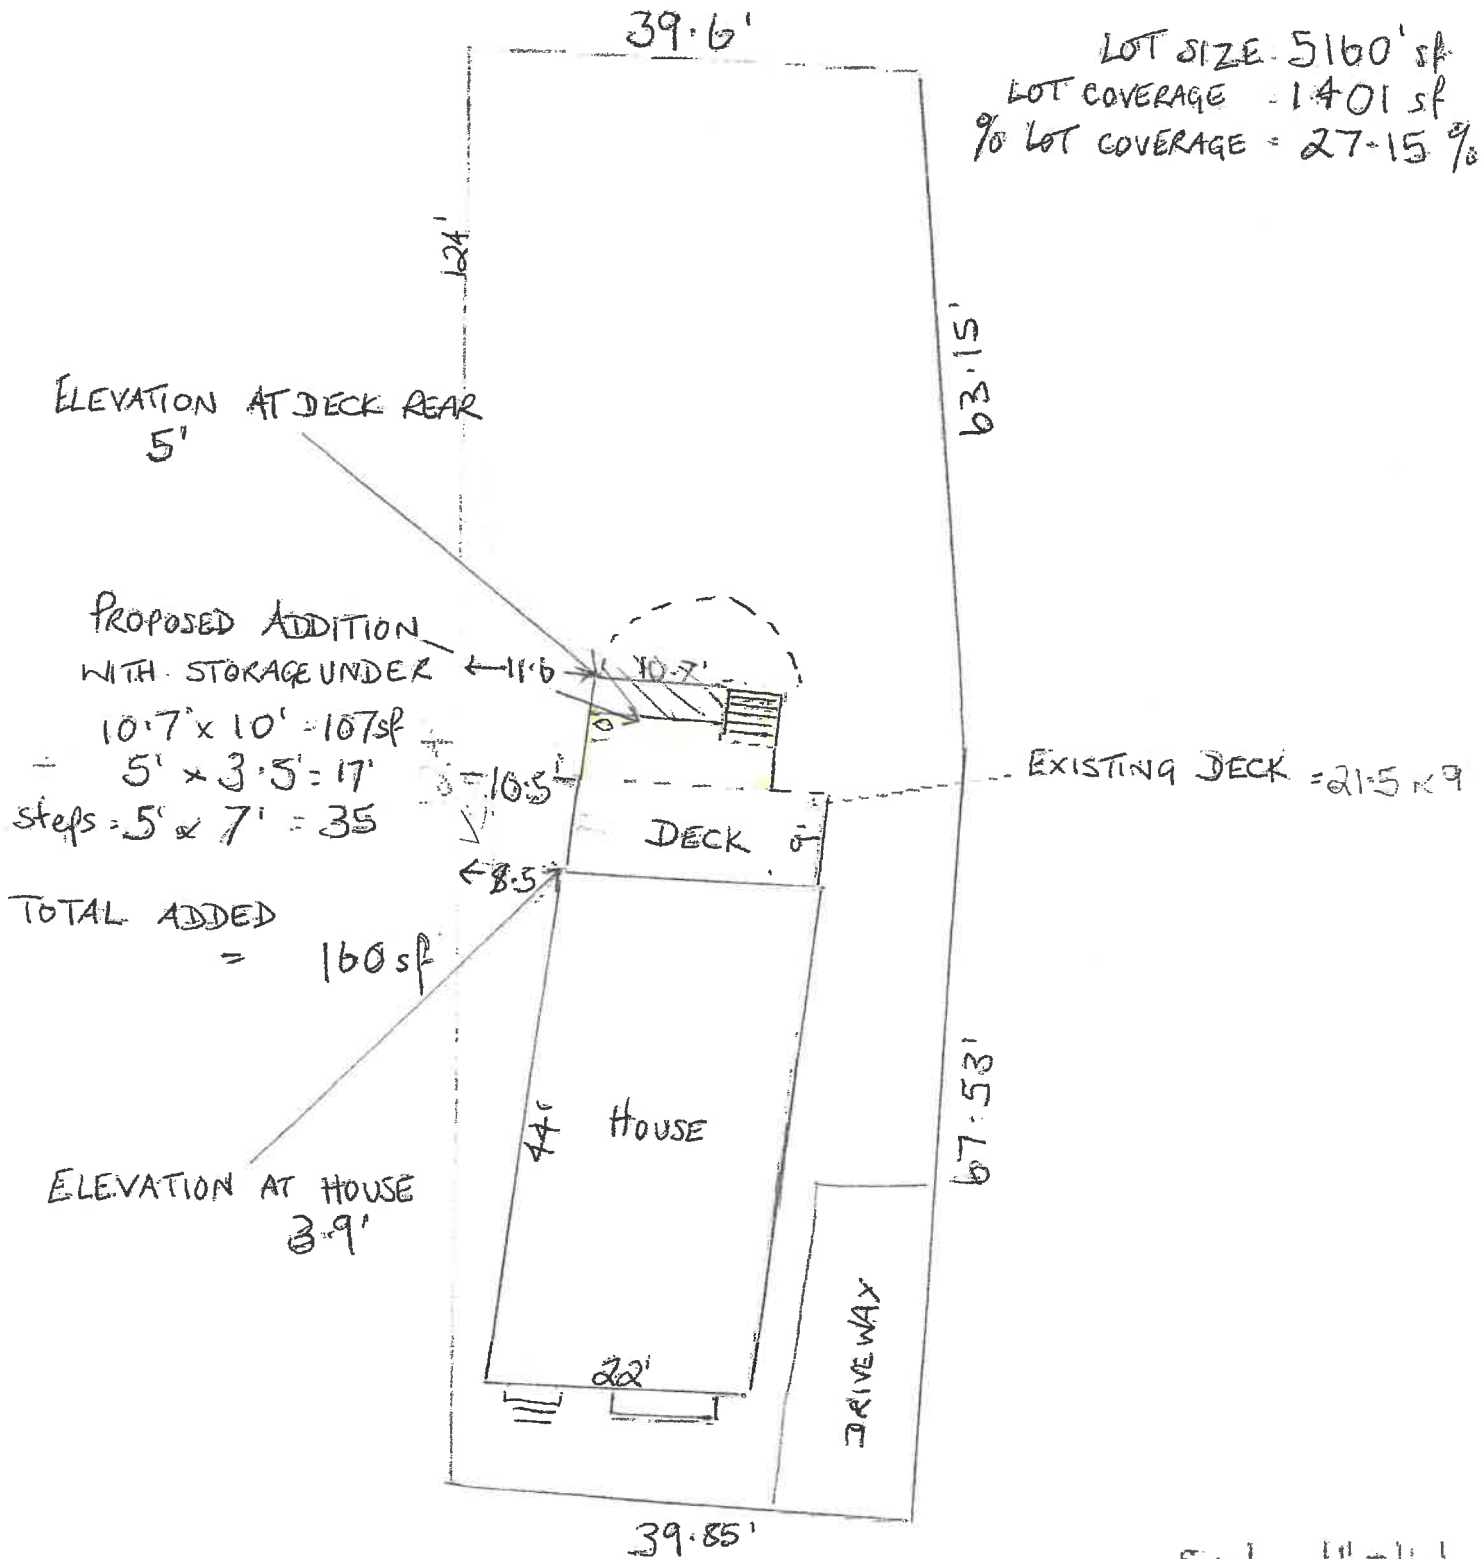 39.6'
LOT SIZE. 5160' sf
LOT COVERAGE - 1401 sf
% LOT COVERAGE = 27.15 %
124'
63.15'
ELEVATION AT DECK REAR
5'
PROPOSED ADDITION
WITH STORAGE UNDER
10.7' x 10' = 107sf
5' x 3.5' = 17'
steps = 5' x 7' = 35
TOTAL ADDED
= 160 sf
11.6
10.7'
10.5
8.5
EXISTING DECK = 21.5 x 9
DECK
9'
67.53'
44'
HOUSE
ELEVATION AT HOUSE
3.9'
22'
DRIVEWAY
39.85'